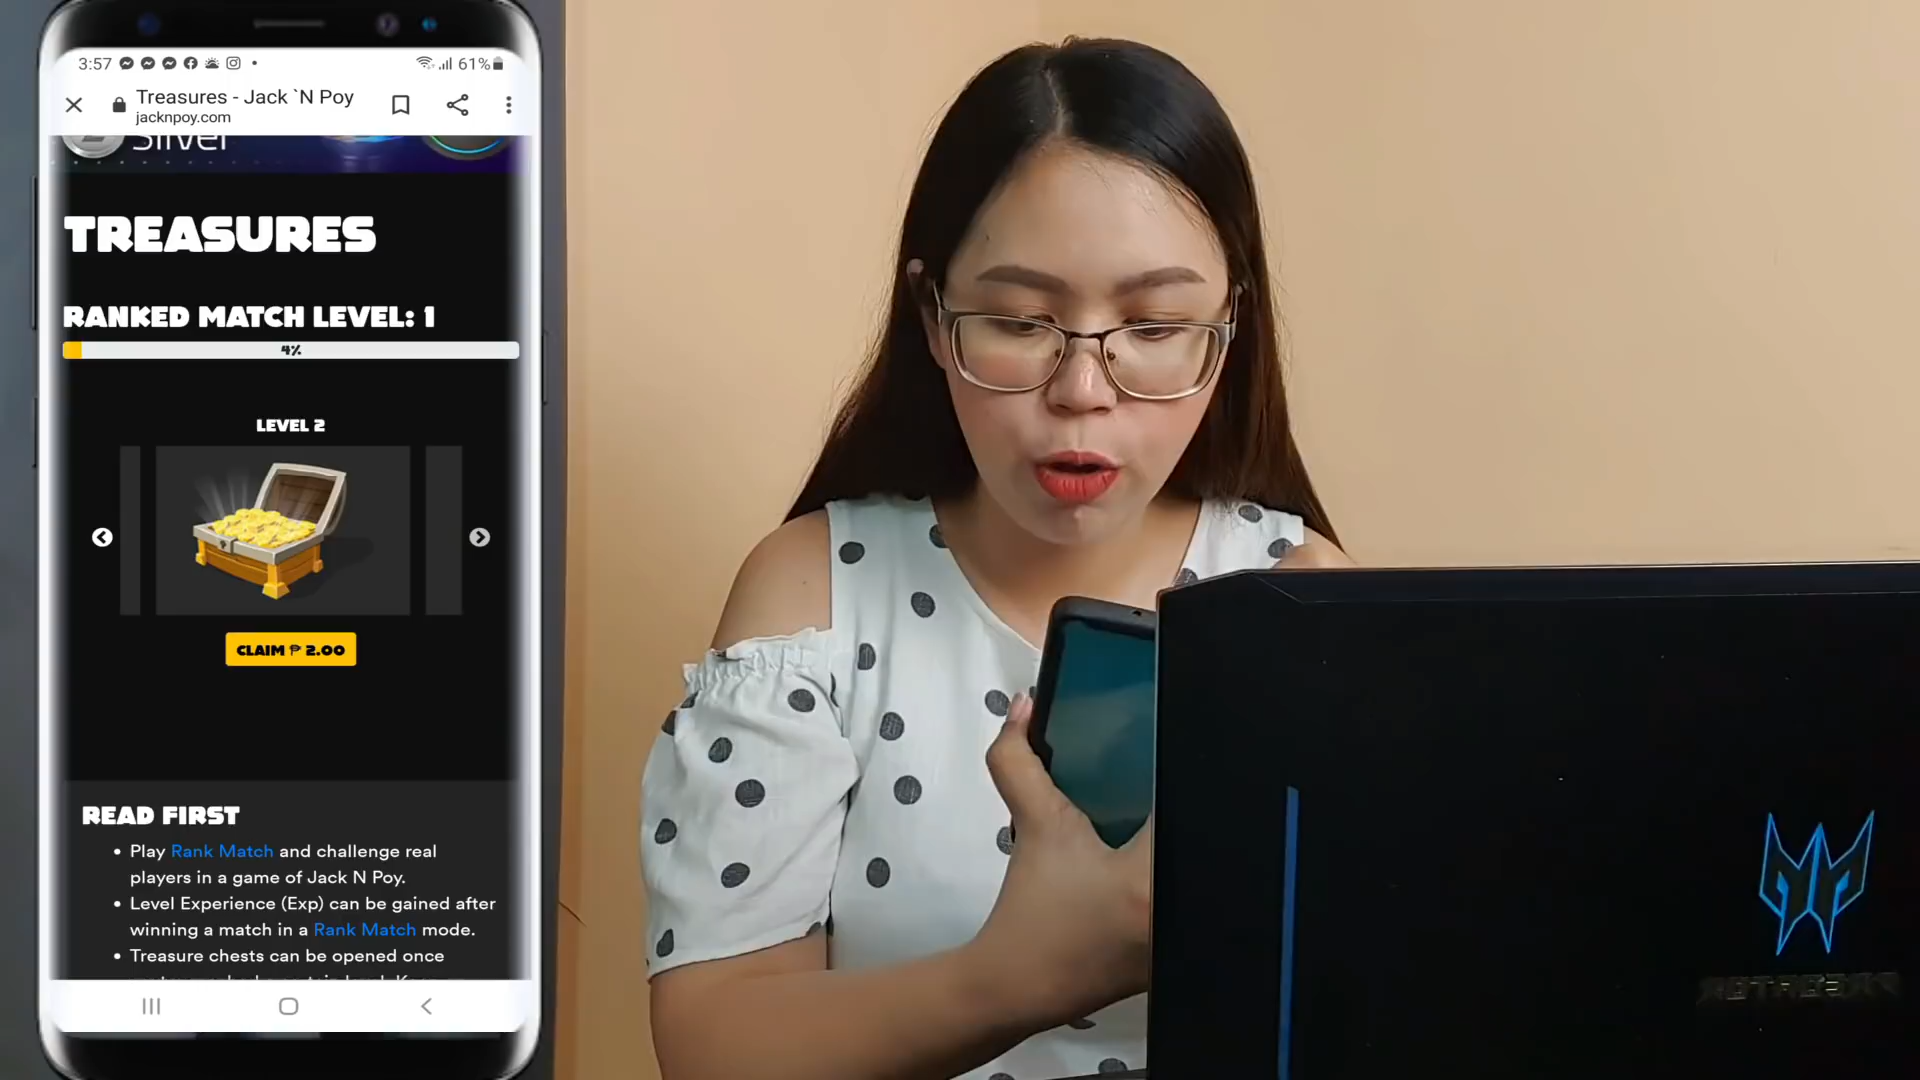 3:57
61%
Treasures - Jack `N Poy
jacknpoy.com
Silver
TREASURES
RANKED MATCH LEVEL: 1
4%
LEVEL 2
CLAIM ₱ 2.00
READ FIRST
• Play Rank Match and challenge real
players in a game of Jack N Poy.
• Level Experience (Exp) can be gained after
winning a match in a Rank Match mode.
• Treasure chests can be opened once
PREDATOR